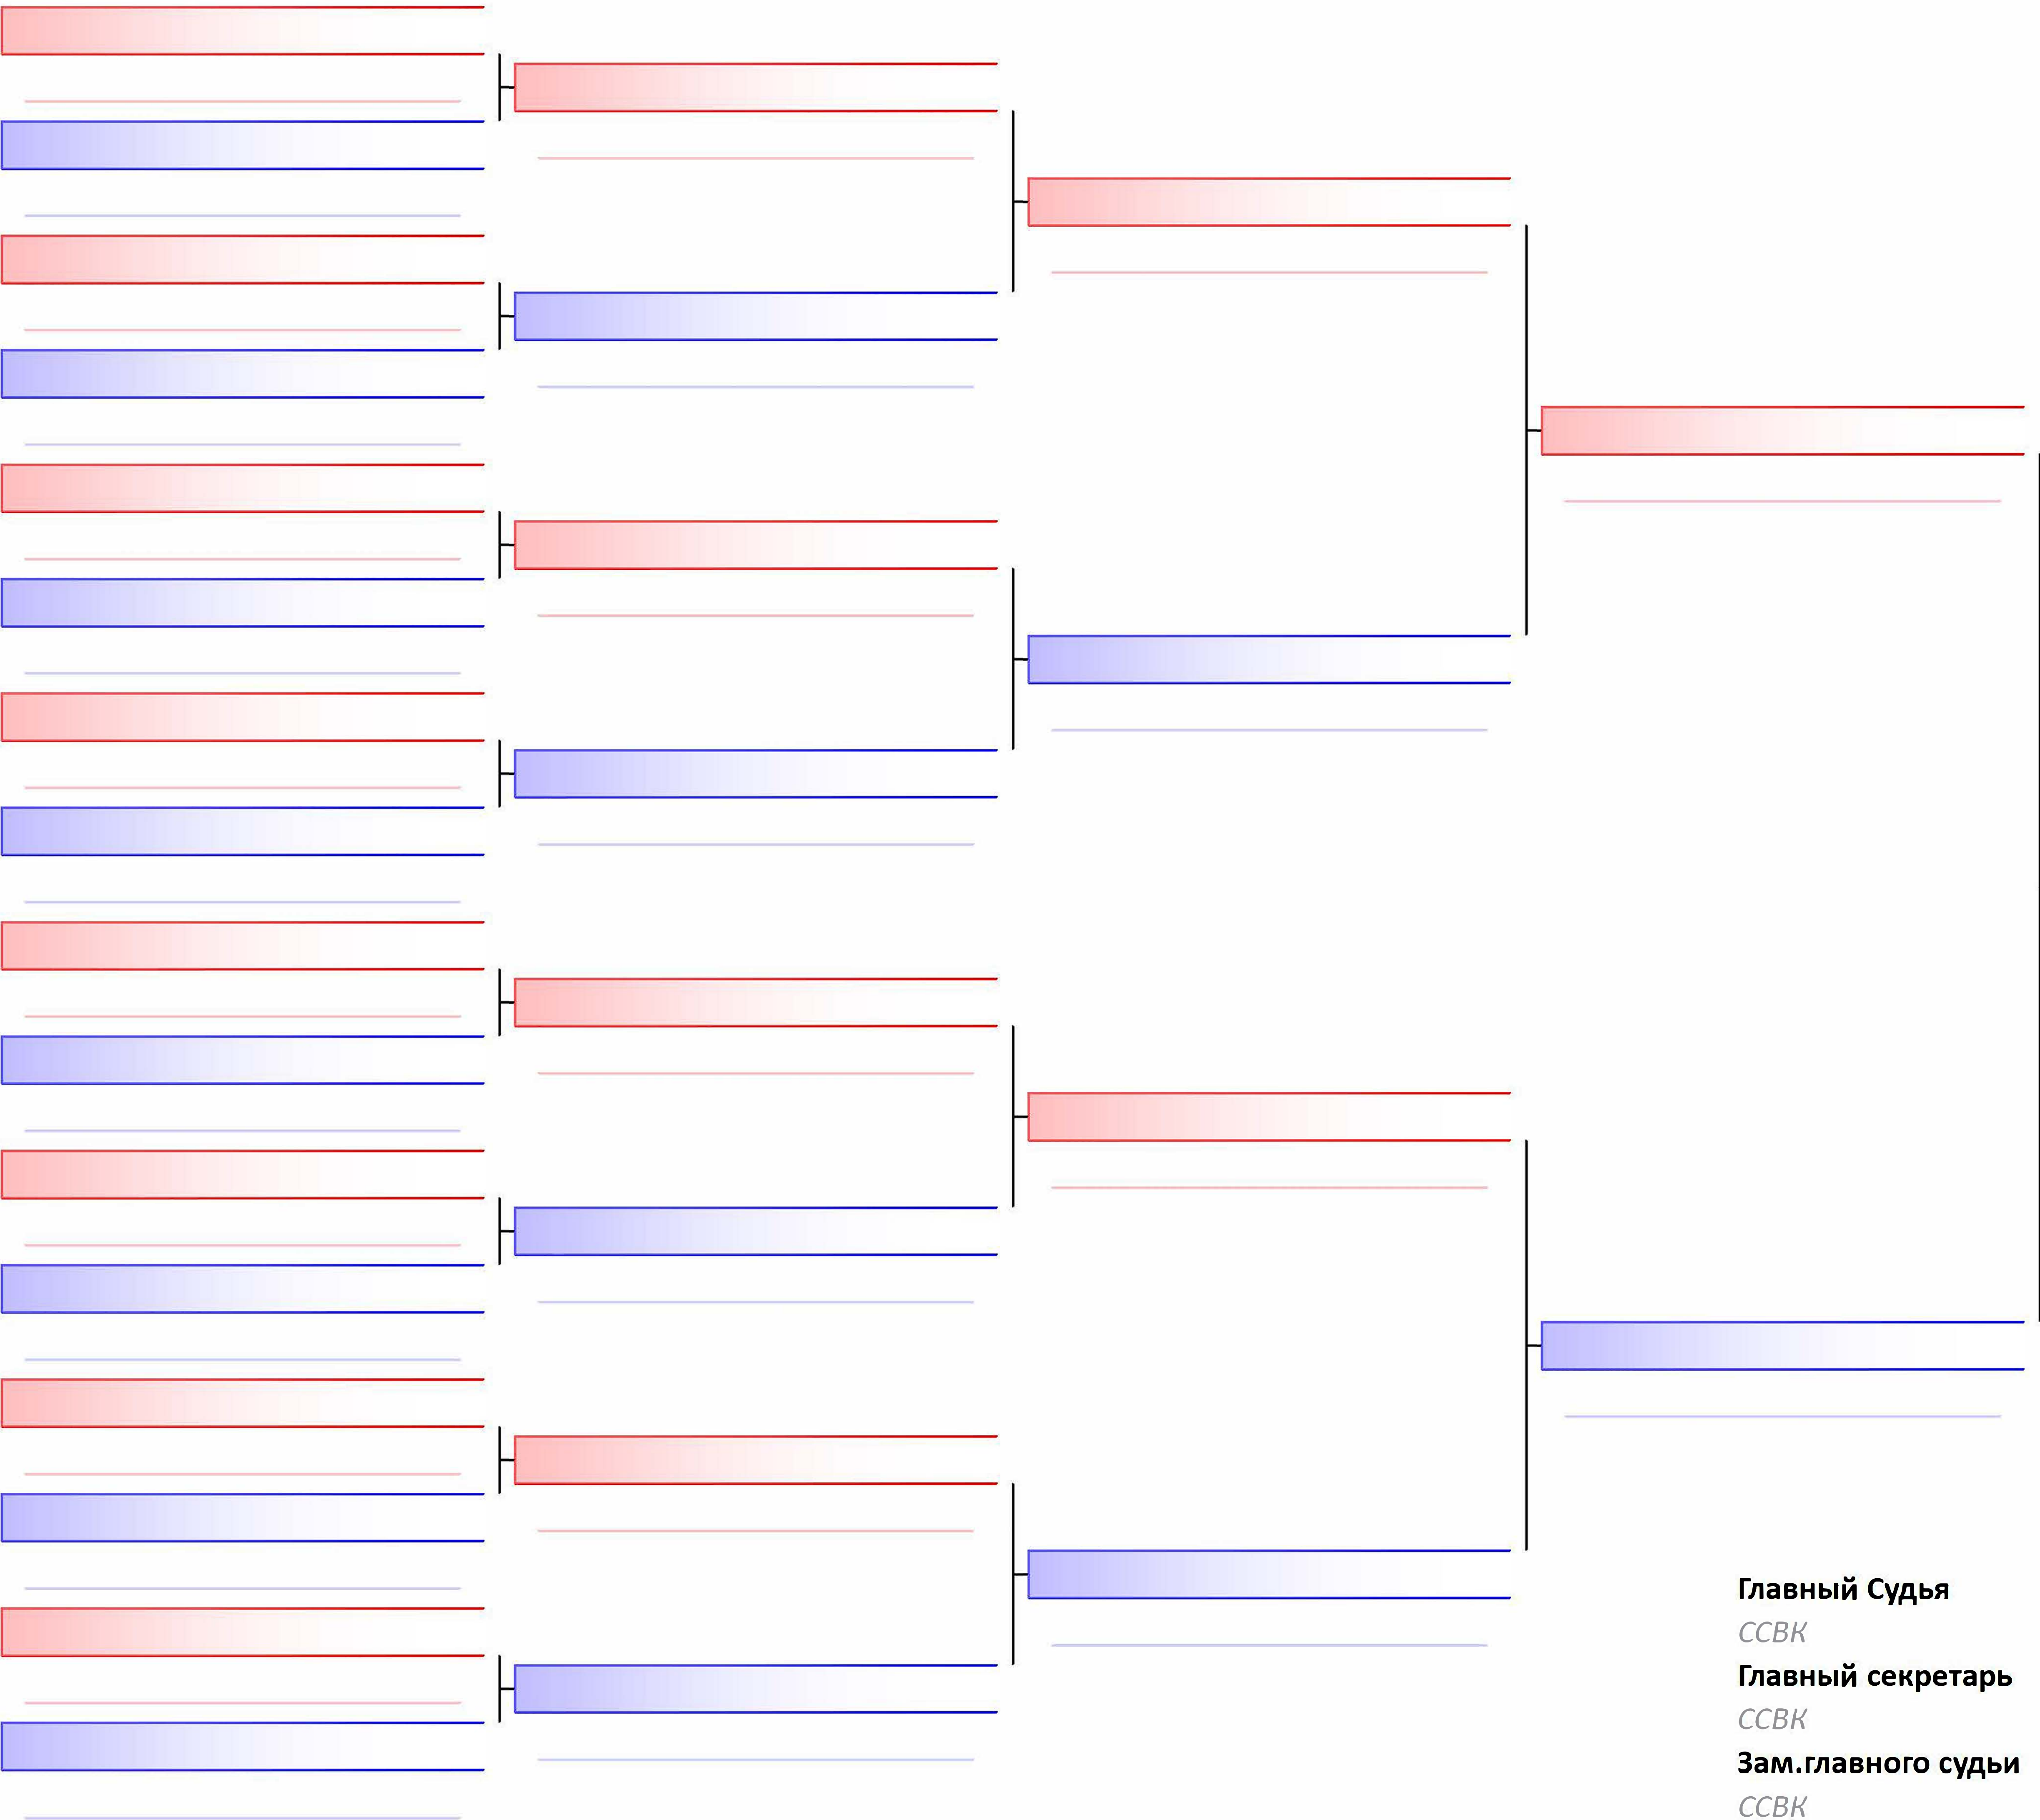 Главный Судья
ССВК
Главный секретарь
ССВК
Зам.главного судьи
ССВК